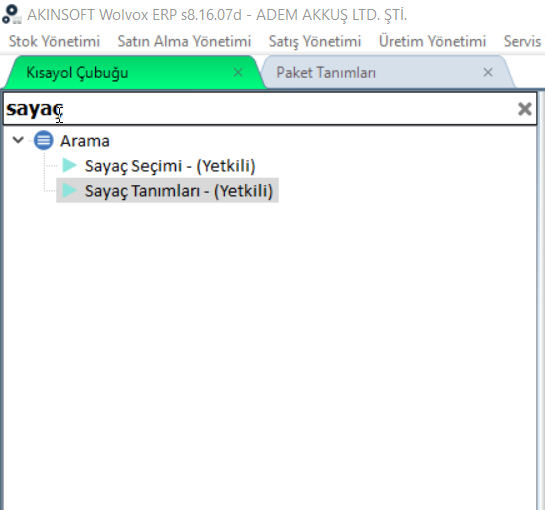 AKINSOFT Wolvox ERP s8.16.07d - ADEM AKKUŞ LTD. ŞTİ.
Stok Yönetimi Satın Alma Yönetimi Satış Yönetimi Üretim Yönetimi Servis
Kısayol Çubuğu Paket Tanımları
sayaç
Arama
Sayaç Seçimi - (Yetkili)
Sayaç Tanımları - (Yetkili)